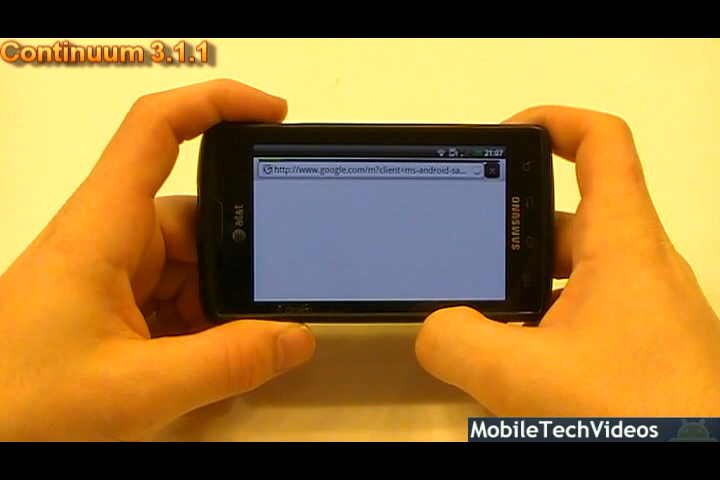 Continuum 3.1.1
21:07
http://www.google.com/m?client=ms-android-sa...
at&t
SAMSUNG
MobileTechVideos